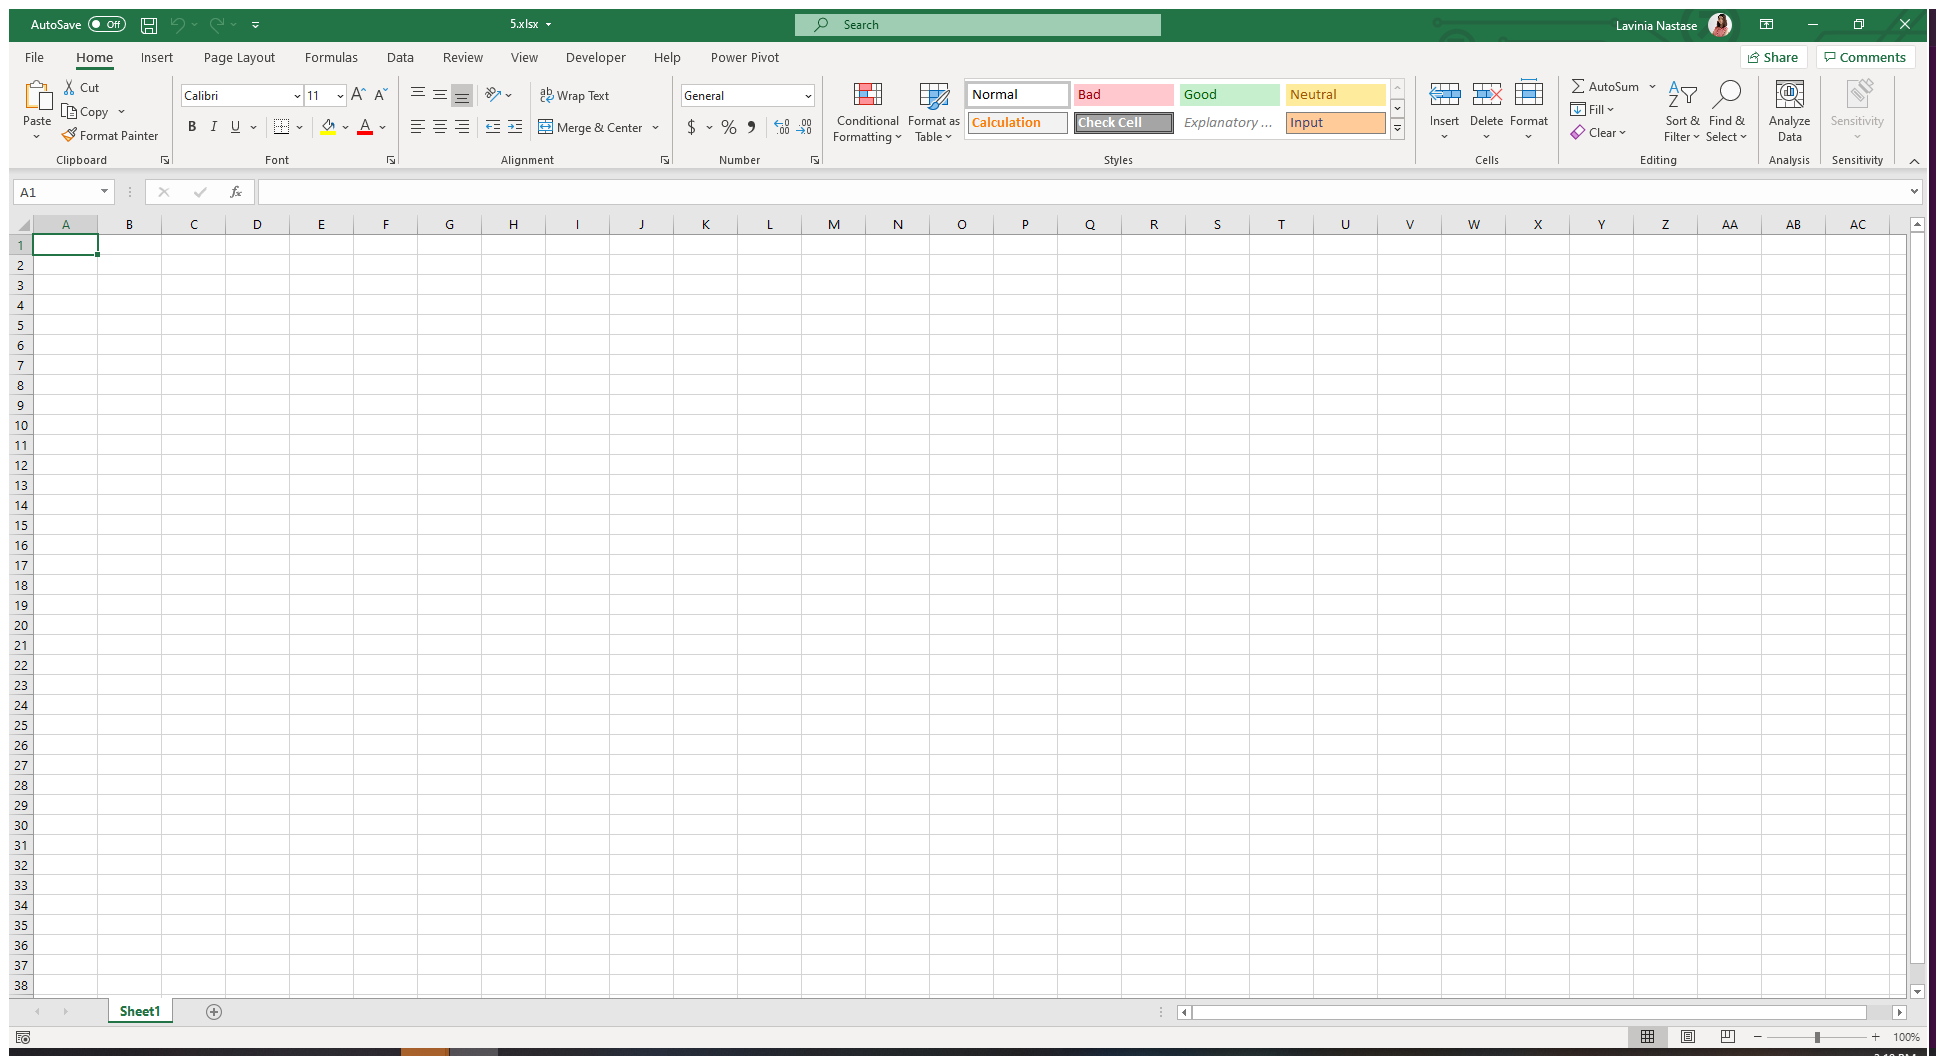 AutoSave Off 5.xlsx Search Lavinia Nastase
File Home Insert Page Layout Formulas Data Review View Developer Help Power Pivot Share Comments
Paste
Cut
Copy
Format Painter
Clipboard
Calibri 11
B I U A
Font
Wrap Text
Merge & Center
Alignment
General
$ % ,
Number
Conditional
Formatting
Format as
Table
Normal Bad Good Neutral
Calculation Check Cell Explanatory ... Input
Styles
Insert Delete Format
Cells
AutoSum
Fill
Clear
Sort &
Filter
Find &
Select
Editing
Analyze
Data
Analysis
Sensitivity
Sensitivity
A1 fx
A B C D E F G H I J K L M N O P Q R S T U V W X Y Z AA AB AC
1
2
3
4
5
6
7
8
9
10
11
12
13
14
15
16
17
18
19
20
21
22
23
24
25
26
27
28
29
30
31
32
33
34
35
36
37
38
Sheet1
100%